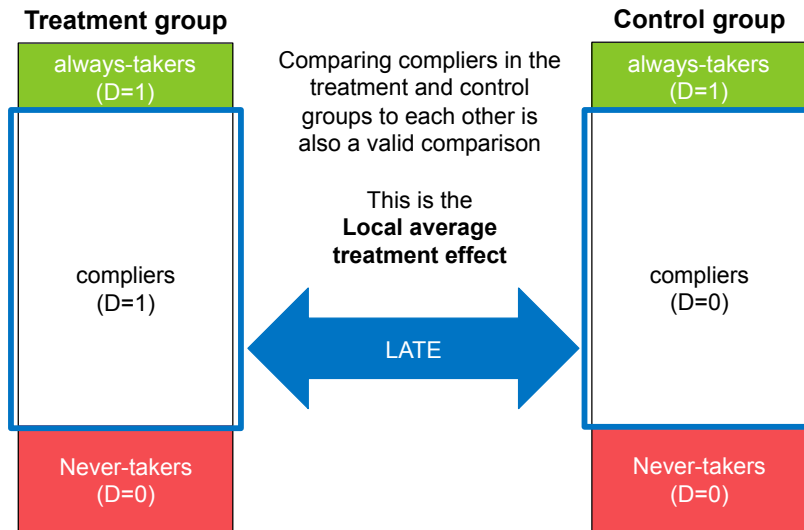 Treatment group
always-takers
(D=1)
compliers
(D=1)
Never-takers
(D=0)
Comparing compliers in the
treatment and control
groups to each other is
also a valid comparison
This is the
Local average
treatment effect
LATE
Control group
always-takers
(D=1)
compliers
(D=0)
Never-takers
(D=0)